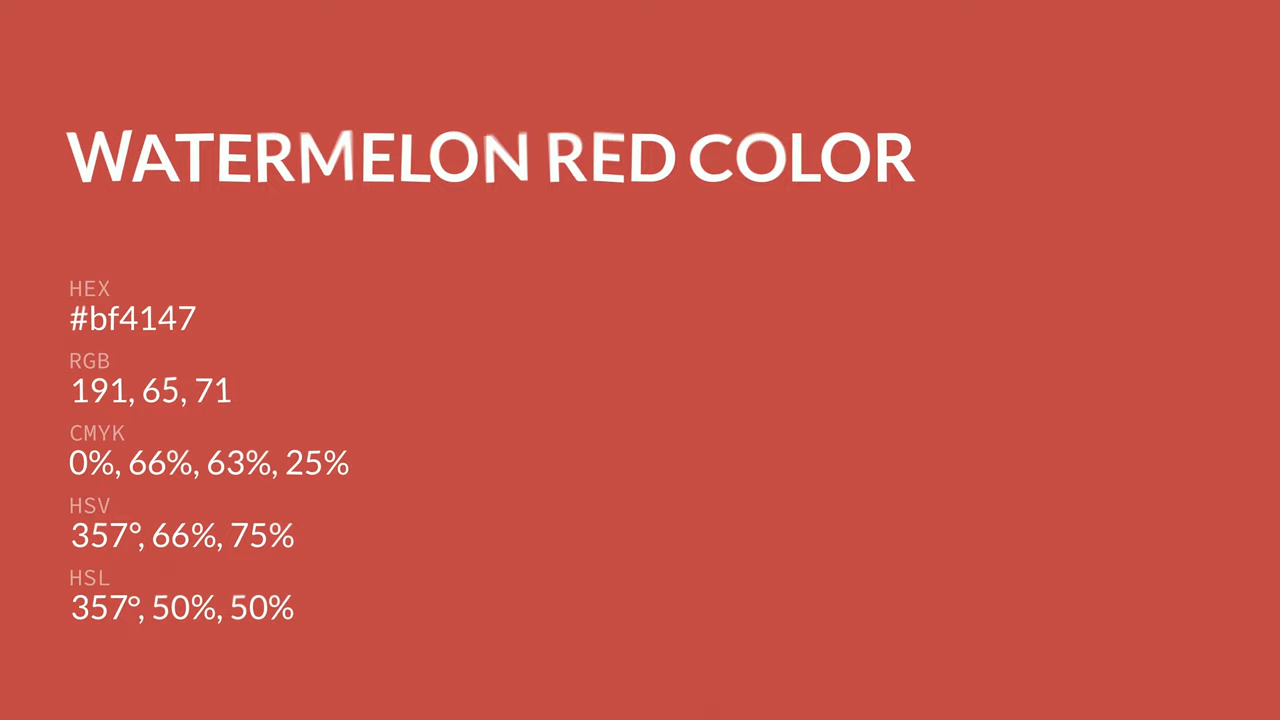 WATERMELON RED COLOR
HEX
#bf4147
RGB
191, 65, 71
CMYK
0%, 66%, 63%, 25%
HSV
357°, 66%, 75%
HSL
357°, 50%, 50%